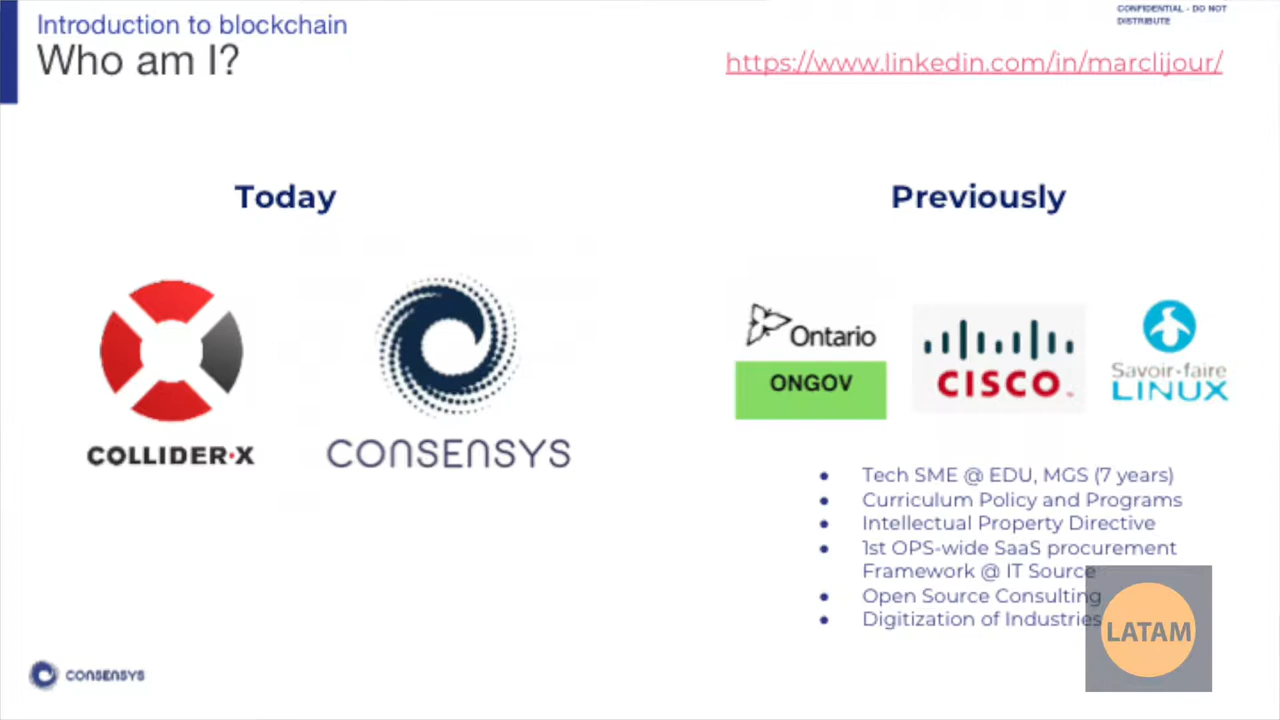 Introduction to blockchain
Who am I?
CONFIDENTIAL - DO NOT
DISTRIBUTE
https://www.linkedin.com/in/marclijour/
Today
Previously
COLLIDER·X
CONSENSYS
Ontario
ONGOV
CISCO
Savoir-faire
LINUX
• Tech SME @ EDU, MGS (7 years)
• Curriculum Policy and Programs
• Intellectual Property Directive
• 1st OPS-wide SaaS procurement
Framework @ IT Source
• Open Source Consulting
• Digitization of Industries
LATAM
CONSENSYS